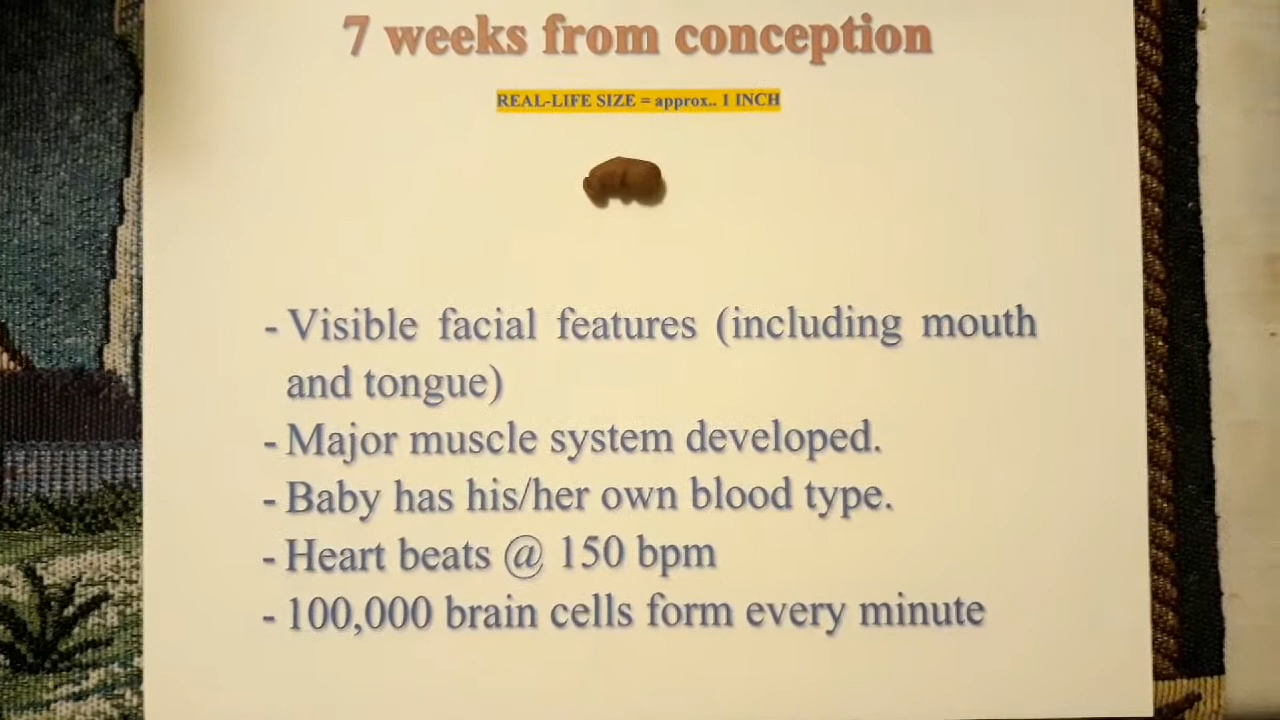 7 weeks from conception
REAL-LIFE SIZE = approx.. 1 INCH
- Visible facial features (including mouth
and tongue)
- Major muscle system developed.
- Baby has his/her own blood type.
- Heart beats @ 150 bpm
- 100,000 brain cells form every minute